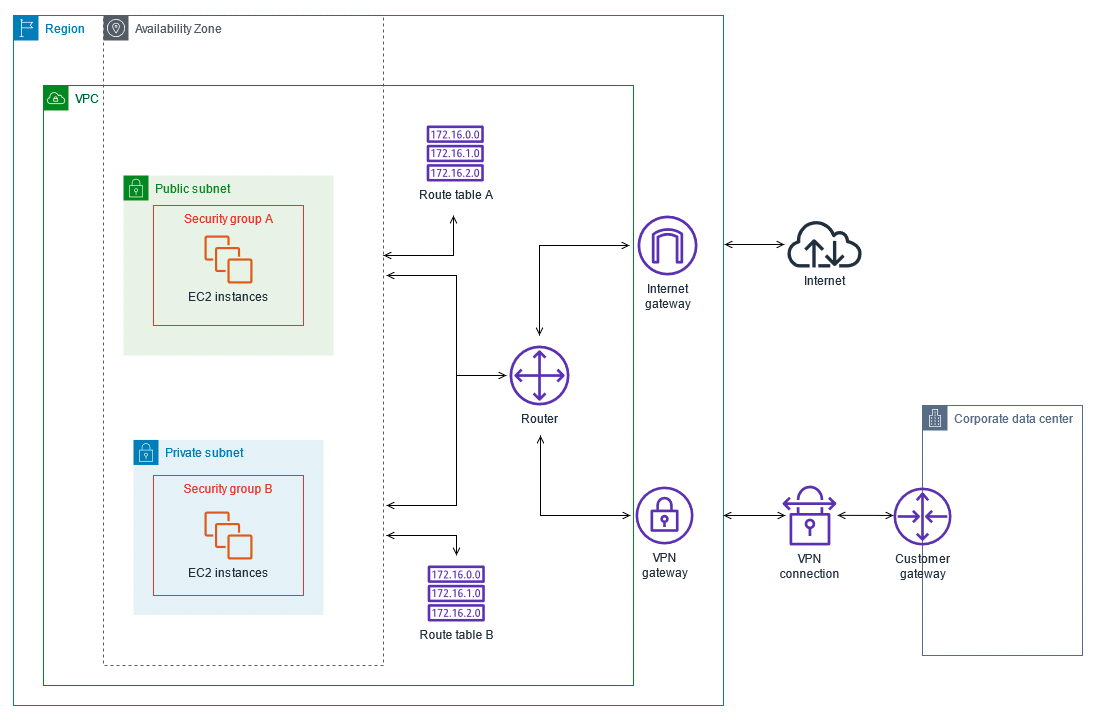 Region
Availability Zone
VPC
172.16.0.0
172.16.1.0
172.16.2.0
Route table A
Public subnet
Security group A
EC2 instances
Internet
gateway
Internet
Router
Corporate data center
Private subnet
Security group B
EC2 instances
VPN
gateway
VPN
connection
Customer
gateway
172.16.0.0
172.16.1.0
172.16.2.0
Route table B